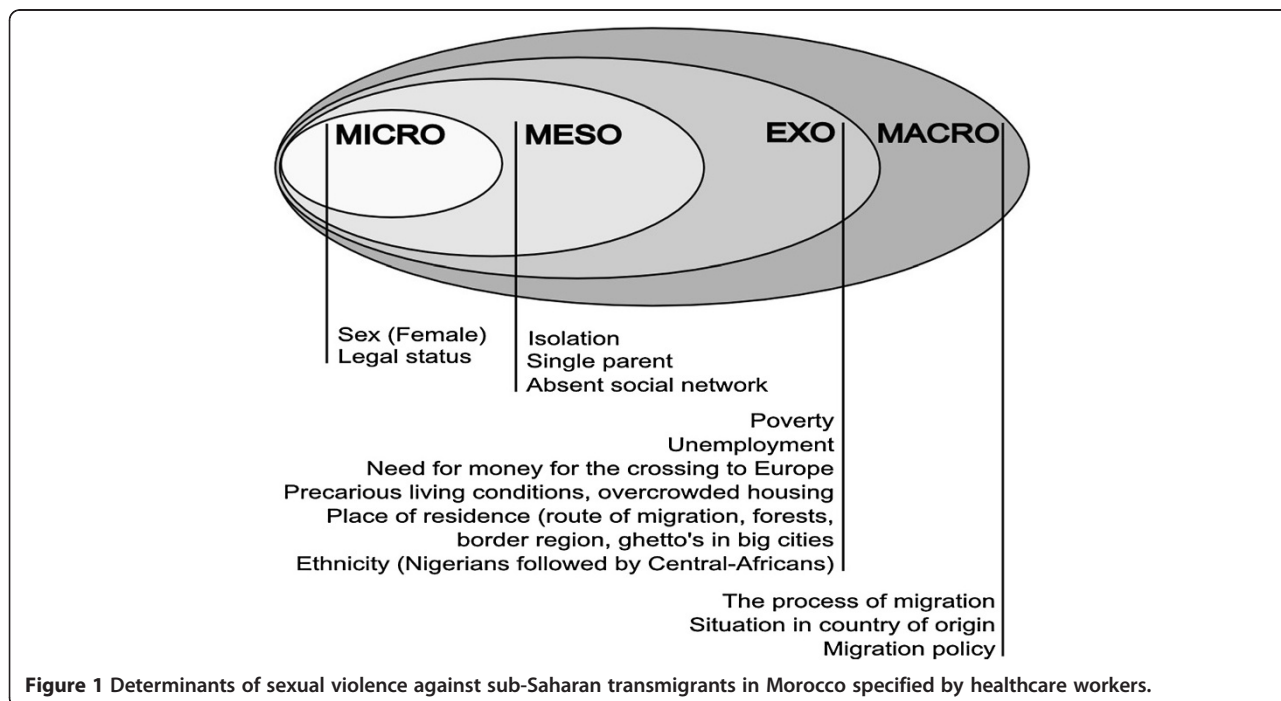 MICRO
MESO
EXO
MACRO
Sex (Female)
Legal status
Isolation
Single parent
Absent social network
Poverty
Unemployment
Need for money for the crossing to Europe
Precarious living conditions, overcrowded housing
Place of residence (route of migration, forests,
border region, ghetto's in big cities
Ethnicity (Nigerians followed by Central-Africans)
The process of migration
Situation in country of origin
Migration policy
Figure 1 Determinants of sexual violence against sub-Saharan transmigrants in Morocco specified by healthcare workers.